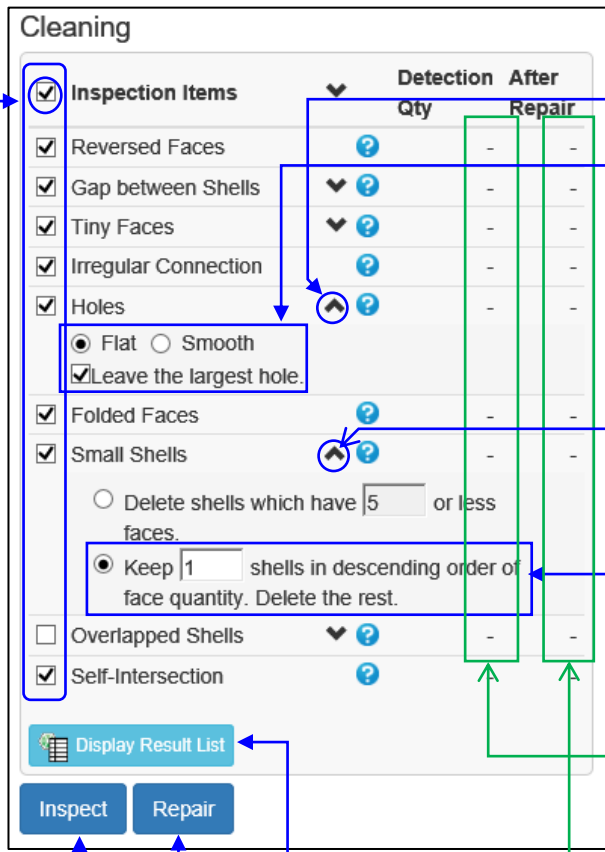 Cleaning
Inspection Items Detection Qty After Repair
Reversed Faces ? - -
Gap between Shells ? - -
Tiny Faces ? - -
Irregular Connection ? - -
Holes ? - -
Flat Smooth
Leave the largest hole.
Folded Faces ? - -
Small Shells ? - -
Delete shells which have 5 or less
faces.
Keep 1 shells in descending order of
face quantity. Delete the rest.
Overlapped Shells ? - -
Self-Intersection ? - -
Display Result List
Inspect Repair